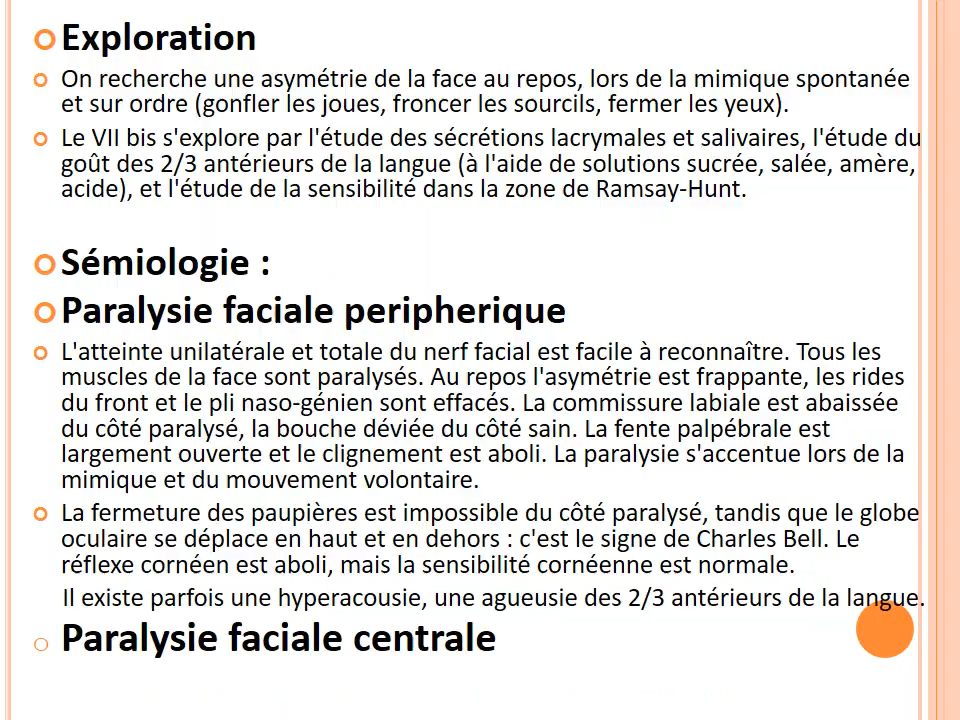 Exploration
On recherche une asymétrie de la face au repos, lors de la mimique spontanée
et sur ordre (gonfler les joues, froncer les sourcils, fermer les yeux).
Le VII bis s'explore par l'étude des sécrétions lacrymales et salivaires, l'étude du
goût des 2/3 antérieurs de la langue (à l'aide de solutions sucrée, salée, amère,
acide), et l'étude de la sensibilité dans la zone de Ramsay-Hunt.
Sémiologie :
Paralysie faciale peripherique
L'atteinte unilatérale et totale du nerf facial est facile à reconnaître. Tous les
muscles de la face sont paralysés. Au repos l'asymétrie est frappante, les rides
du front et le pli naso-génien sont effacés. La commissure labiale est abaissée
du côté paralysé, la bouche déviée du côté sain. La fente palpébrale est
largement ouverte et le clignement est aboli. La paralysie s'accentue lors de la
mimique et du mouvement volontaire.
La fermeture des paupières est impossible du côté paralysé, tandis que le globe
oculaire se déplace en haut et en dehors : c'est le signe de Charles Bell. Le
réflexe cornéen est aboli, mais la sensibilité cornéenne est normale.
Il existe parfois une hyperacousie, une agueusie des 2/3 antérieurs de la langue.
Paralysie faciale centrale